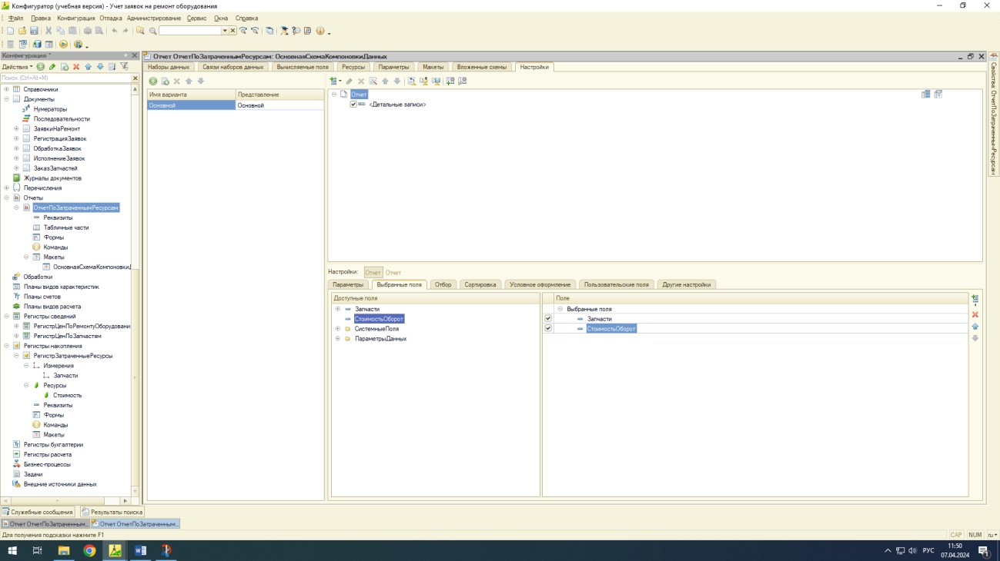 Конфигуратор (учебная версия) - Учет заявок на ремонт оборудования
Файл Правка Конфигурация Отладка Администрирование Сервис Окна Справка
Конфигурация *
Действия
Поиск (Ctrl+Alt+M)
Справочники
Документы
Нумераторы
Последовательности
ЗаявкиНаРемонт
РегистрацияЗаявок
ОбработкаЗаявок
ИсполнениеЗаявок
ЗаказЗапчастей
Журналы документов
Перечисления
Отчеты
ОтчетПоЗатраченнымРесурсам
Реквизиты
Табличные части
Формы
Команды
Макеты
ОсновнаяСхемаКомпоновкиД
Обработки
Планы видов характеристик
Планы счетов
Планы видов расчета
Регистры сведений
РегистрЦенПоРемонтуОборудовани
РегистрЦенПоЗапчастям
Регистры накопления
РегистрЗатраченныеРесурсы
Измерения
Запчасти
Ресурсы
Стоимость
Реквизиты
Формы
Команды
Макеты
Регистры бухгалтерии
Регистры расчета
Бизнес-процессы
Задачи
Внешние источники данных
Отчет ОтчетПоЗатраченнымРесурсам: ОсновнаяСхемаКомпоновкиДанных
Наборы данных Связи наборов данных Вычисляемые поля Ресурсы Параметры Макеты Вложенные схемы Настройки
Имя варианта Представление
Основной Основной
Отчет
<Детальные записи>
Настройки: Отчет Отчет
Параметры Выбранные поля Отбор Сортировка Условное оформление Пользовательские поля Другие настройки
Доступные поля
Запчасти
СтоимостьОборот
СистемныеПоля
ПараметрыДанных
Поле
Выбранные поля
Запчасти
СтоимостьОборот
Свойства: ОтчетПоЗатраченнымРесурсам
Служебные сообщения Результаты поиска
Отчет ОтчетПоЗатраченным... Отчет ОтчетПоЗатраченным...
Для получения подсказки нажмите F1
CAP NUM ru
РУС
11:50
07.04.2024